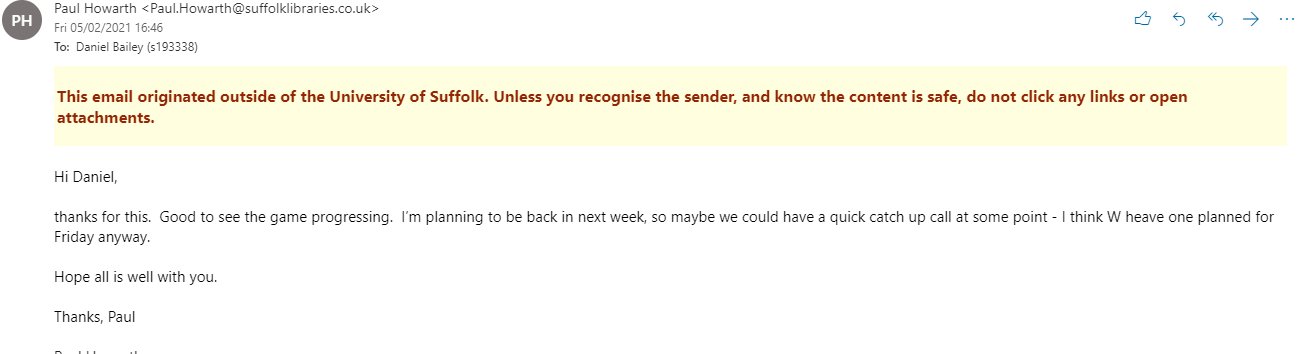 PH
Paul Howarth <Paul.Howarth@suffolklibraries.co.uk>
Fri 05/02/2021 16:46
To: Daniel Bailey (s193338)
This email originated outside of the University of Suffolk. Unless you recognise the sender, and know the content is safe, do not click any links or open
attachments.
Hi Daniel,
thanks for this.  Good to see the game progressing.  I’m planning to be back in next week, so maybe we could have a quick catch up call at some point - I think W heave one planned for
Friday anyway.
Hope all is well with you.
Thanks, Paul